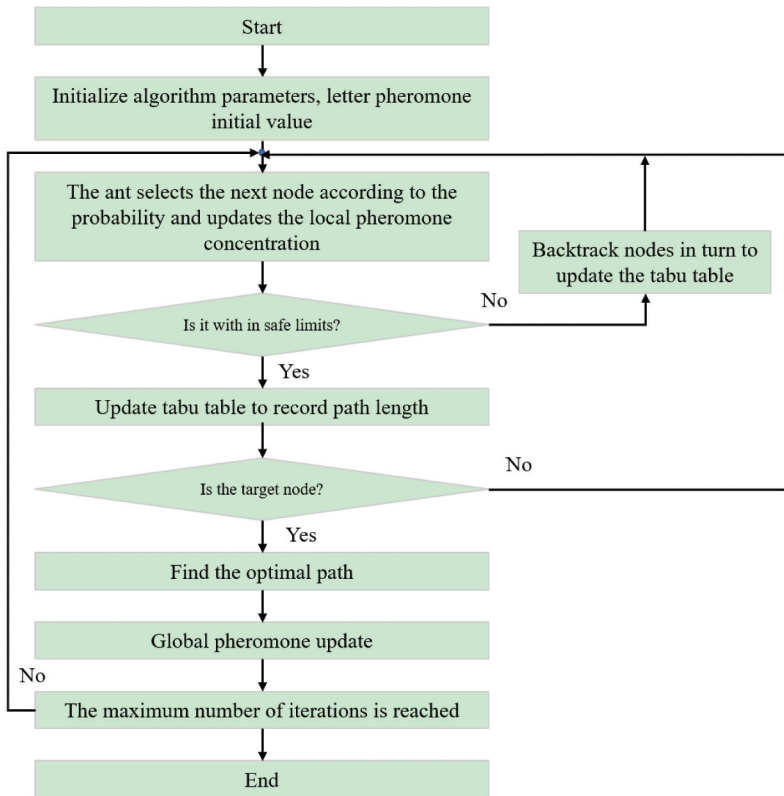 Start
Initialize algorithm parameters, letter pheromone
initial value
The ant selects the next node according to the
probability and updates the local pheromone
concentration
Backtrack nodes in turn to
update the tabu table
No
Is it with in safe limits?
Yes
Update tabu table to record path length
No
Is the target node?
Yes
Find the optimal path
Global pheromone update
No
The maximum number of iterations is reached
End